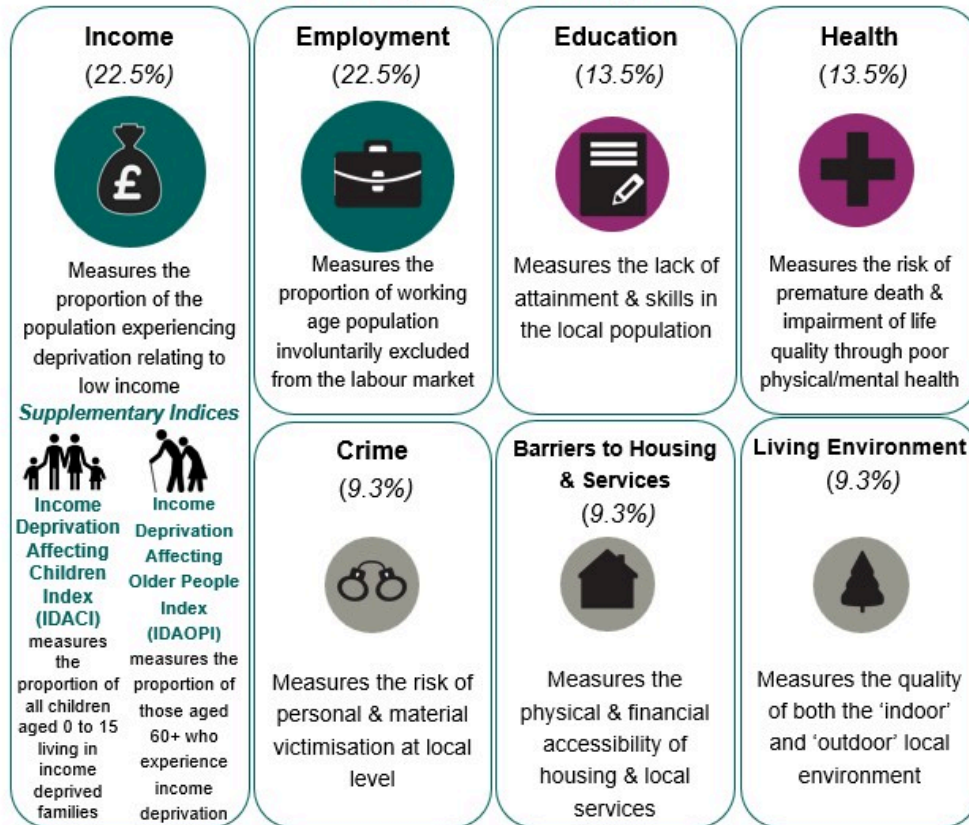 Income
(22.5%)
£
Measures the
proportion of the
population experiencing
deprivation relating to
low income
Supplementary Indices
Income
Deprivation
Affecting
Children
Index
(IDACI)
measures
the
proportion of
all children
aged 0 to 15
living in
income
deprived
families
Income
Deprivation
Affecting
Older People
Index
(IDAOPI)
measures the
proportion of
those aged
60+ who
experience
income
deprivation
Employment
(22.5%)
Measures the
proportion of working
age population
involuntarily excluded
from the labour market
Education
(13.5%)
Measures the lack of
attainment & skills in
the local population
Health
(13.5%)
Measures the risk of
premature death &
impairment of life
quality through poor
physical/mental health
Crime
(9.3%)
Measures the risk of
personal & material
victimisation at local
level
Barriers to Housing
& Services
(9.3%)
Measures the
physical & financial
accessibility of
housing & local
services
Living Environment
(9.3%)
Measures the quality
of both the ‘indoor’
and ‘outdoor’ local
environment